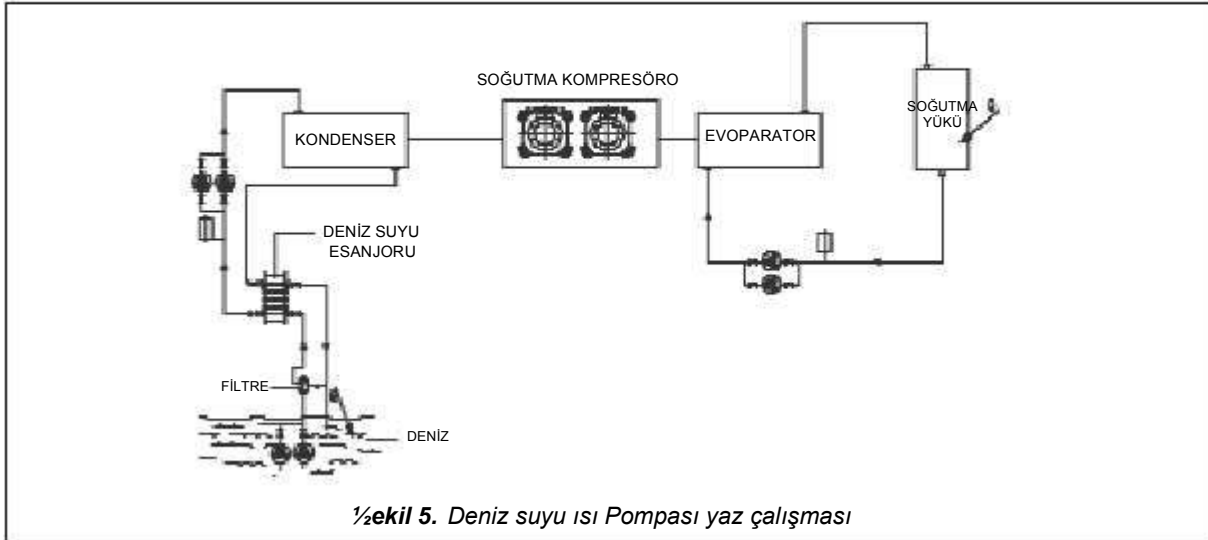 SOĞUTMA KOMPRESÖRO
KONDENSER
EVOPARATOR
SOĞUTMA
YÜKÜ
DENİZ SUYU
ESANJORU
FİLTRE
DENİZ
½ekil 5. Deniz suyu ısı Pompası yaz çalışması